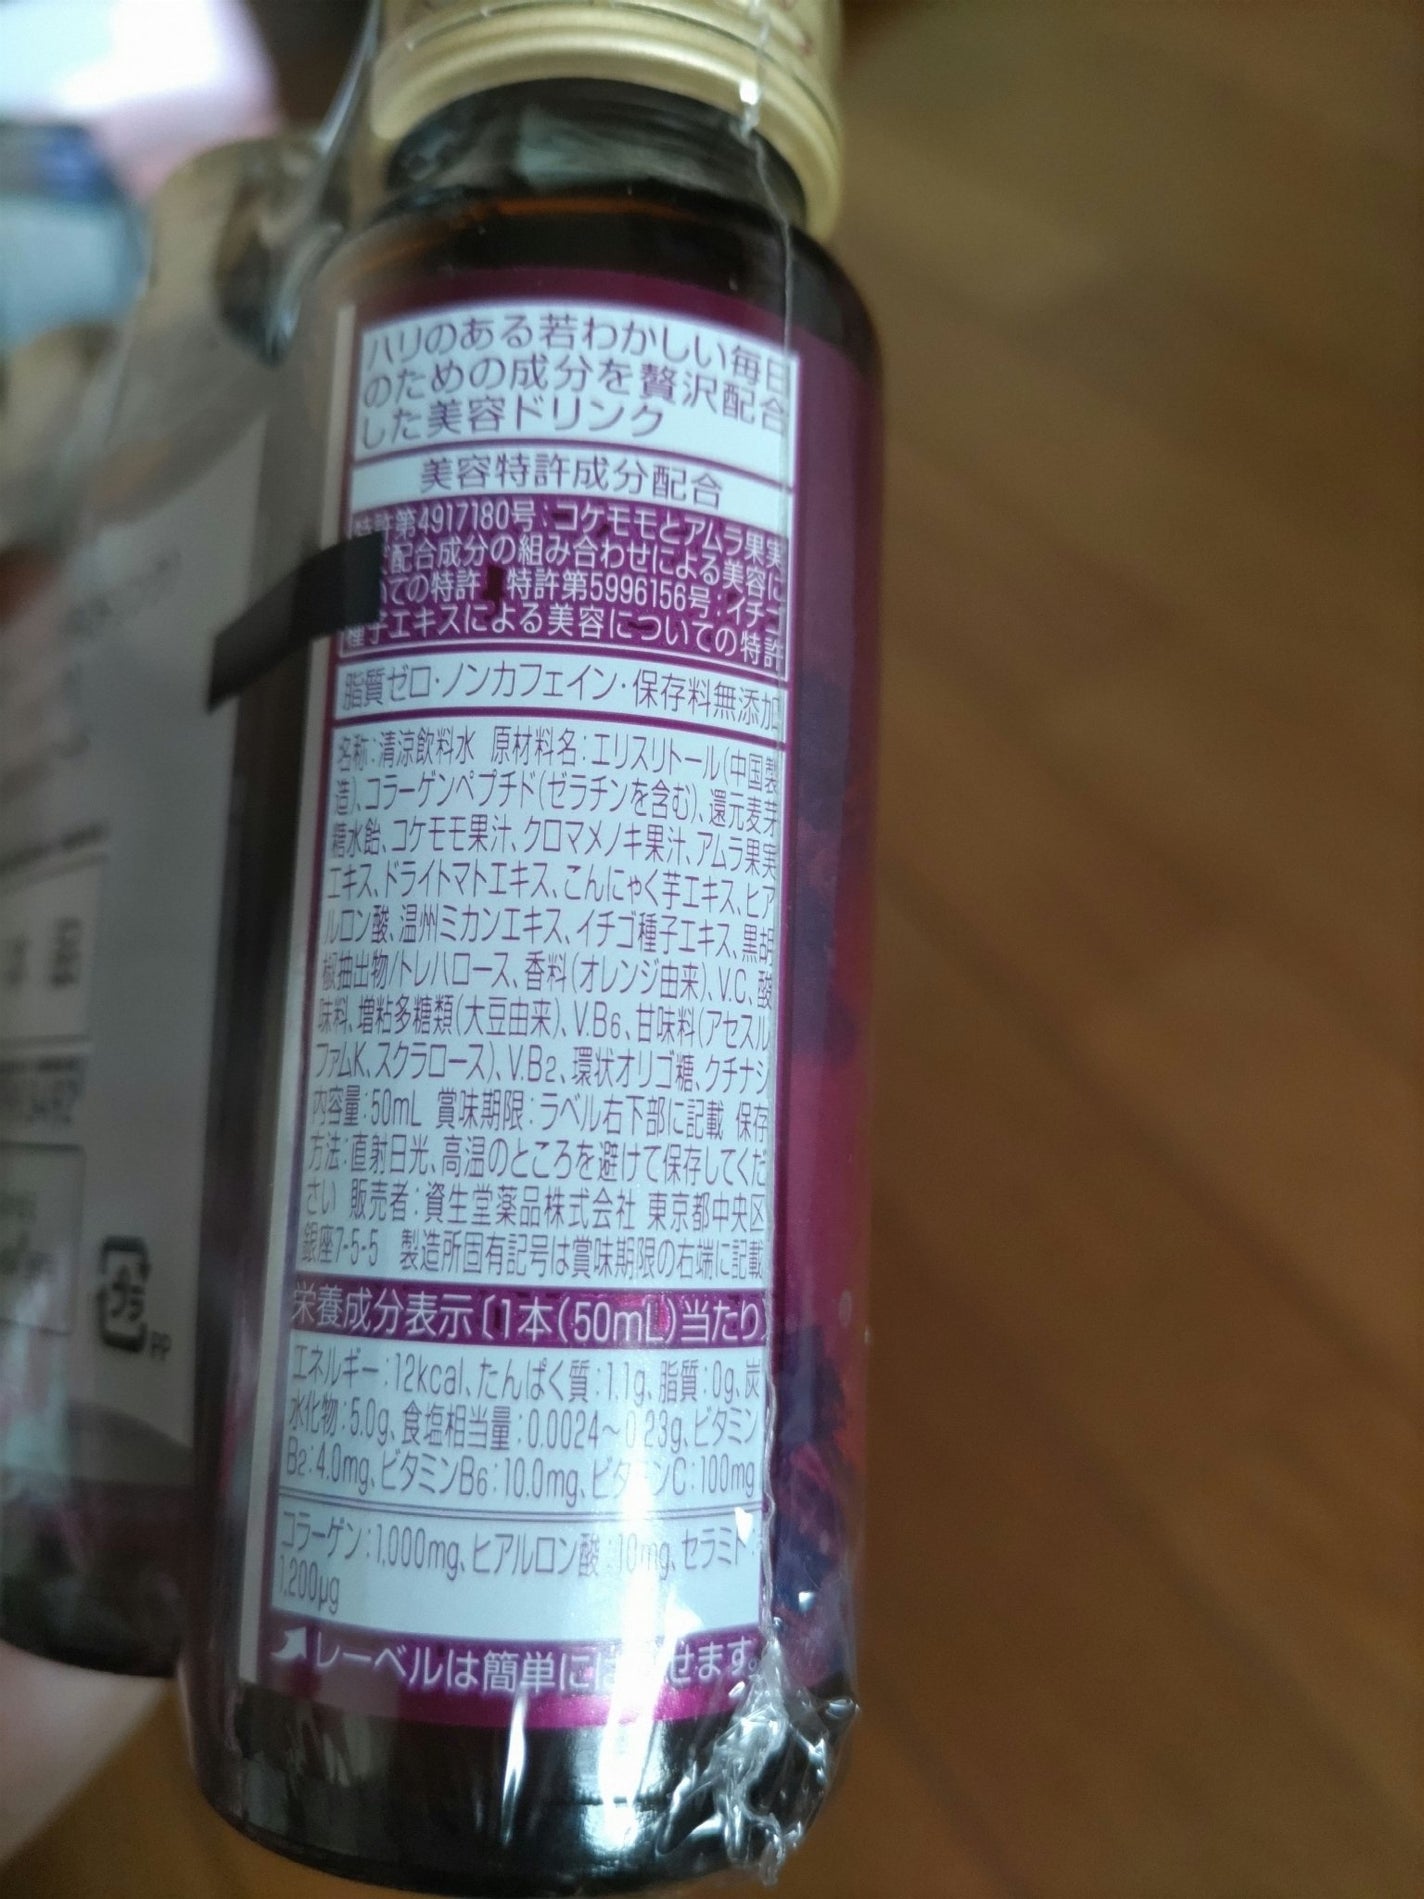 ハリのある若わかしい毎日
のための成分を贅沢配合
した美容ドリンク
美容特許成分配合
特許第4917180号:コケモモとアムラ果実
配合成分の組み合わせによる美容に
いての特許 特許第5996156号:イチゴ
種子エキスによる美容についての特許
脂質ゼロ・ノンカフェイン・保存料無添加
名称:清涼飲料水 原材料名:エリスリトール(中国製
造)、コラーゲンペプチド(ゼラチンを含む)、還元麦芽
糖水飴、コケモモ果汁、クロマメノキ果汁、アムラ果実
エキス、ドライトマトエキス、こんにゃく芋エキス、ヒア
ルロン酸、温州ミカンエキス、イチゴ種子エキス、黒胡
椒抽出物/トレハロース、香料(オレンジ由来)、V.C、酸
味料、増粘多糖類(大豆由来)、V.B6、甘味料(アセスル
ファムK、スクラロース)、V.B2、環状オリゴ糖、クチナシ
内容量:50mL 賞味期限:ラベル右下部に記載 保存
方法:直射日光、高温のところを避けて保存してくだ
さい 販売者:資生堂薬品株式会社 東京都中央区
銀座7-5-5 製造所固有記号は賞味期限の右端に記載
栄養成分表示〔1本(50mL)当たり〕
エネルギー:12kcal、たんぱく質:1.1g、脂質:0g、炭
水化物:5.0g、食塩相当量:0.0024～0.23g、ビタミン
B2:4.0mg、ビタミンB6:10.0mg、ビタミンC:100mg
コラーゲン:1,000mg、ヒアルロン酸:10mg、セラミド:
1,200μg
レーベルは簡単には せます。
プラ
PP